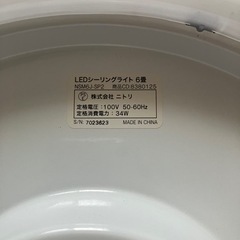 LEDシーリングライト 6畳
NSM6J-SP2 商品CD:6380125
株式会社 ニトリ
定格電圧:100V 50-60Hz
定格消費電力:34W
S/N: 7023623 MADE IN CHINA